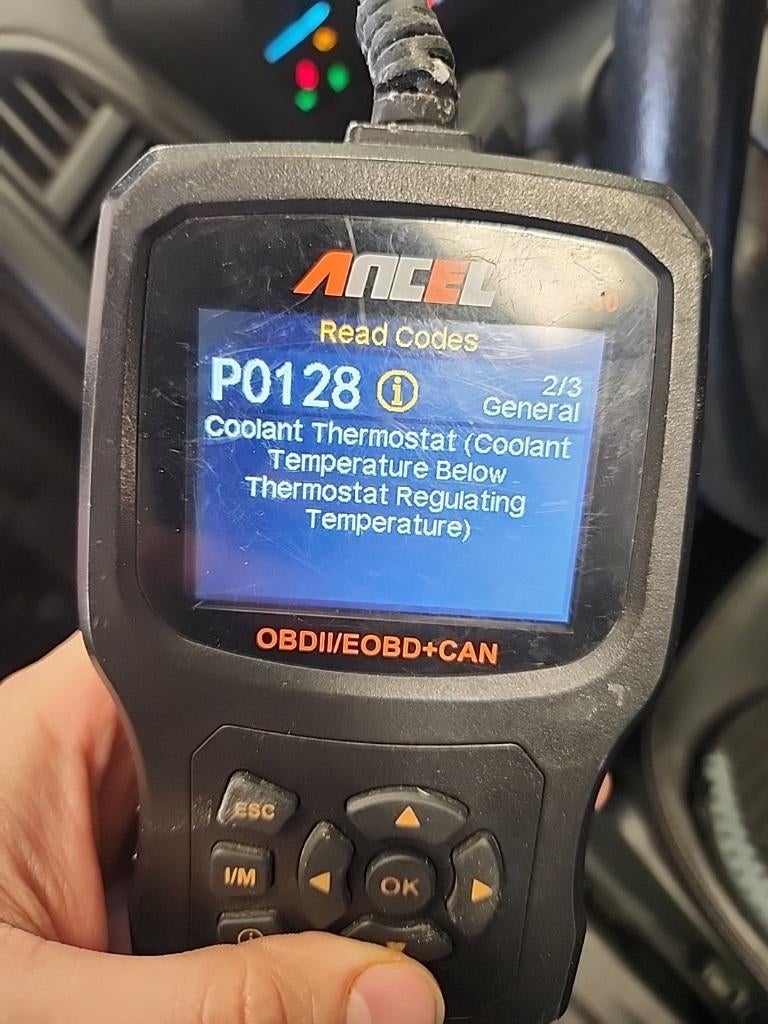 ANCEL
Read Codes
P0128 i 2/3
General
Coolant Thermostat (Coolant
Temperature Below
Thermostat Regulating
Temperature)
OBDII/EOBD+CAN
ESC
I/M
OK